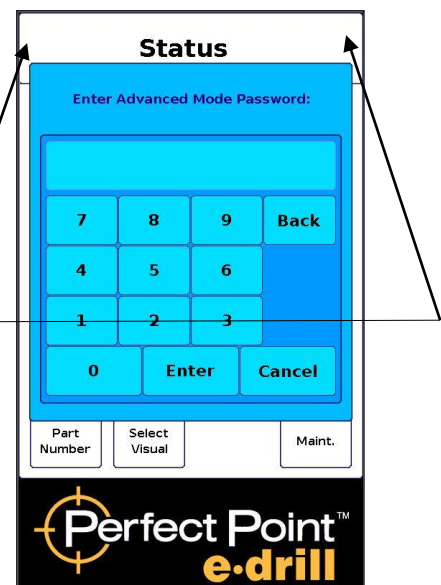 Status
Enter Advanced Mode Password:
7 8 9 Back
4 5 6
1 2 3
0 Enter Cancel
Part Number
Select Visual
Maint.
Perfect Point™
e·drill